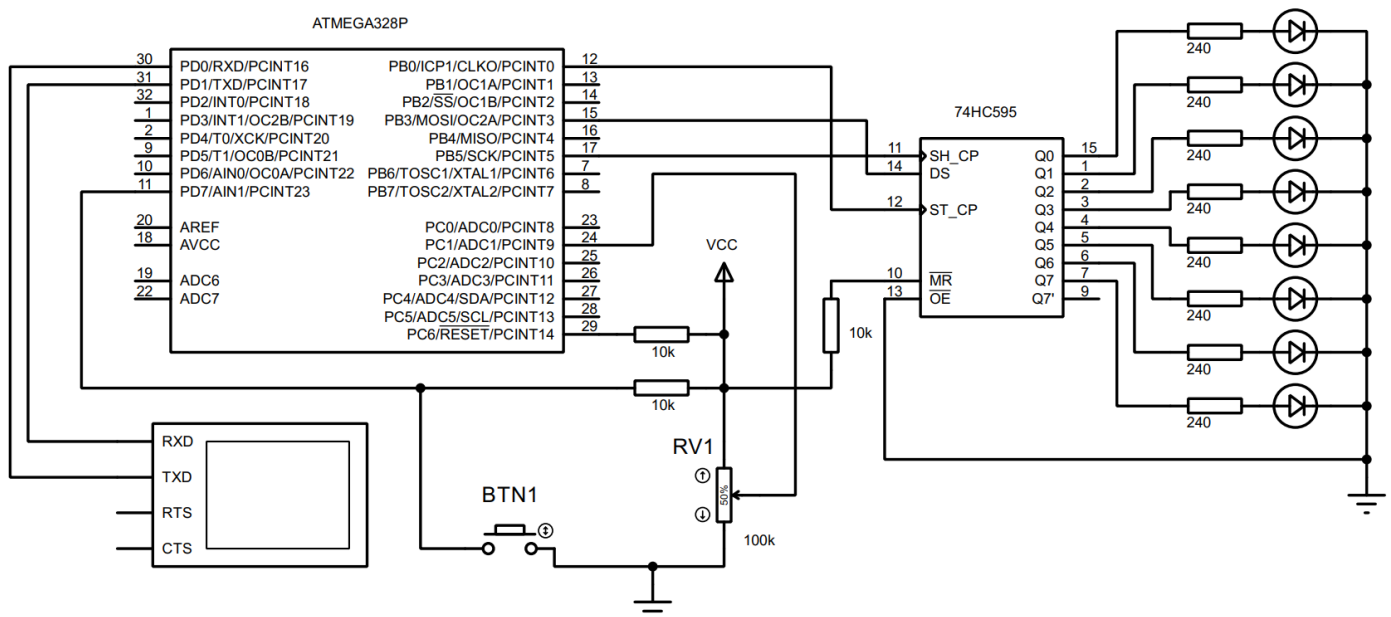 ATMEGA328P
30 PD0/RXD/PCINT16
31 PD1/TXD/PCINT17
32 PD2/INT0/PCINT18
1 PD3/INT1/OC2B/PCINT19
2 PD4/T0/XCK/PCINT20
9 PD5/T1/OC0B/PCINT21
10 PD6/AIN0/OC0A/PCINT22
11 PD7/AIN1/PCINT23
20 AREF
18 AVCC
19 ADC6
22 ADC7
PB0/ICP1/CLKO/PCINT0 12
PB1/OC1A/PCINT1 13
PB2/SS/OC1B/PCINT2 14
PB3/MOSI/OC2A/PCINT3 15
PB4/MISO/PCINT4 16
PB5/SCK/PCINT5 17
PB6/TOSC1/XTAL1/PCINT6 7
PB7/TOSC2/XTAL2/PCINT7 8
PC0/ADC0/PCINT8 23
PC1/ADC1/PCINT9 24
PC2/ADC2/PCINT10 25
PC3/ADC3/PCINT11 26
PC4/ADC4/SDA/PCINT12 27
PC5/ADC5/SCL/PCINT13 28
PC6/RESET/PCINT14 29
VCC
10k
10k
10k
RV1
50%
100k
BTN1
RXD
TXD
RTS
CTS
74HC595
11 SH_CP
14 DS
12 ST_CP
10 MR
13 OE
Q0 15
Q1 1
Q2 2
Q3 3
Q4 4
Q5 5
Q6 6
Q7 7
Q7' 9
240
240
240
240
240
240
240
240